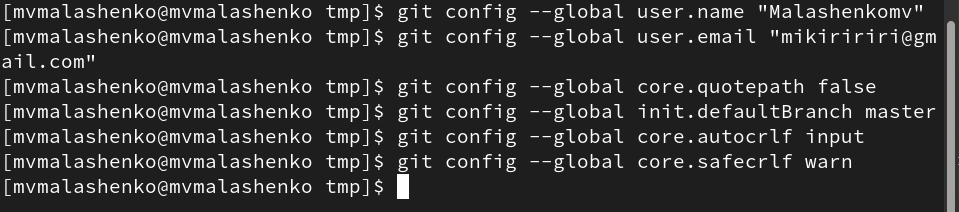 [mvmalashenko@mvmalashenko tmp]$ git config --global user.name "Malashenkomv"
[mvmalashenko@mvmalashenko tmp]$ git config --global user.email "mikiriririri@gm
ail.com"
[mvmalashenko@mvmalashenko tmp]$ git config --global core.quotepath false
[mvmalashenko@mvmalashenko tmp]$ git config --global init.defaultBranch master
[mvmalashenko@mvmalashenko tmp]$ git config --global core.autocrlf input
[mvmalashenko@mvmalashenko tmp]$ git config --global core.safecrlf warn
[mvmalashenko@mvmalashenko tmp]$